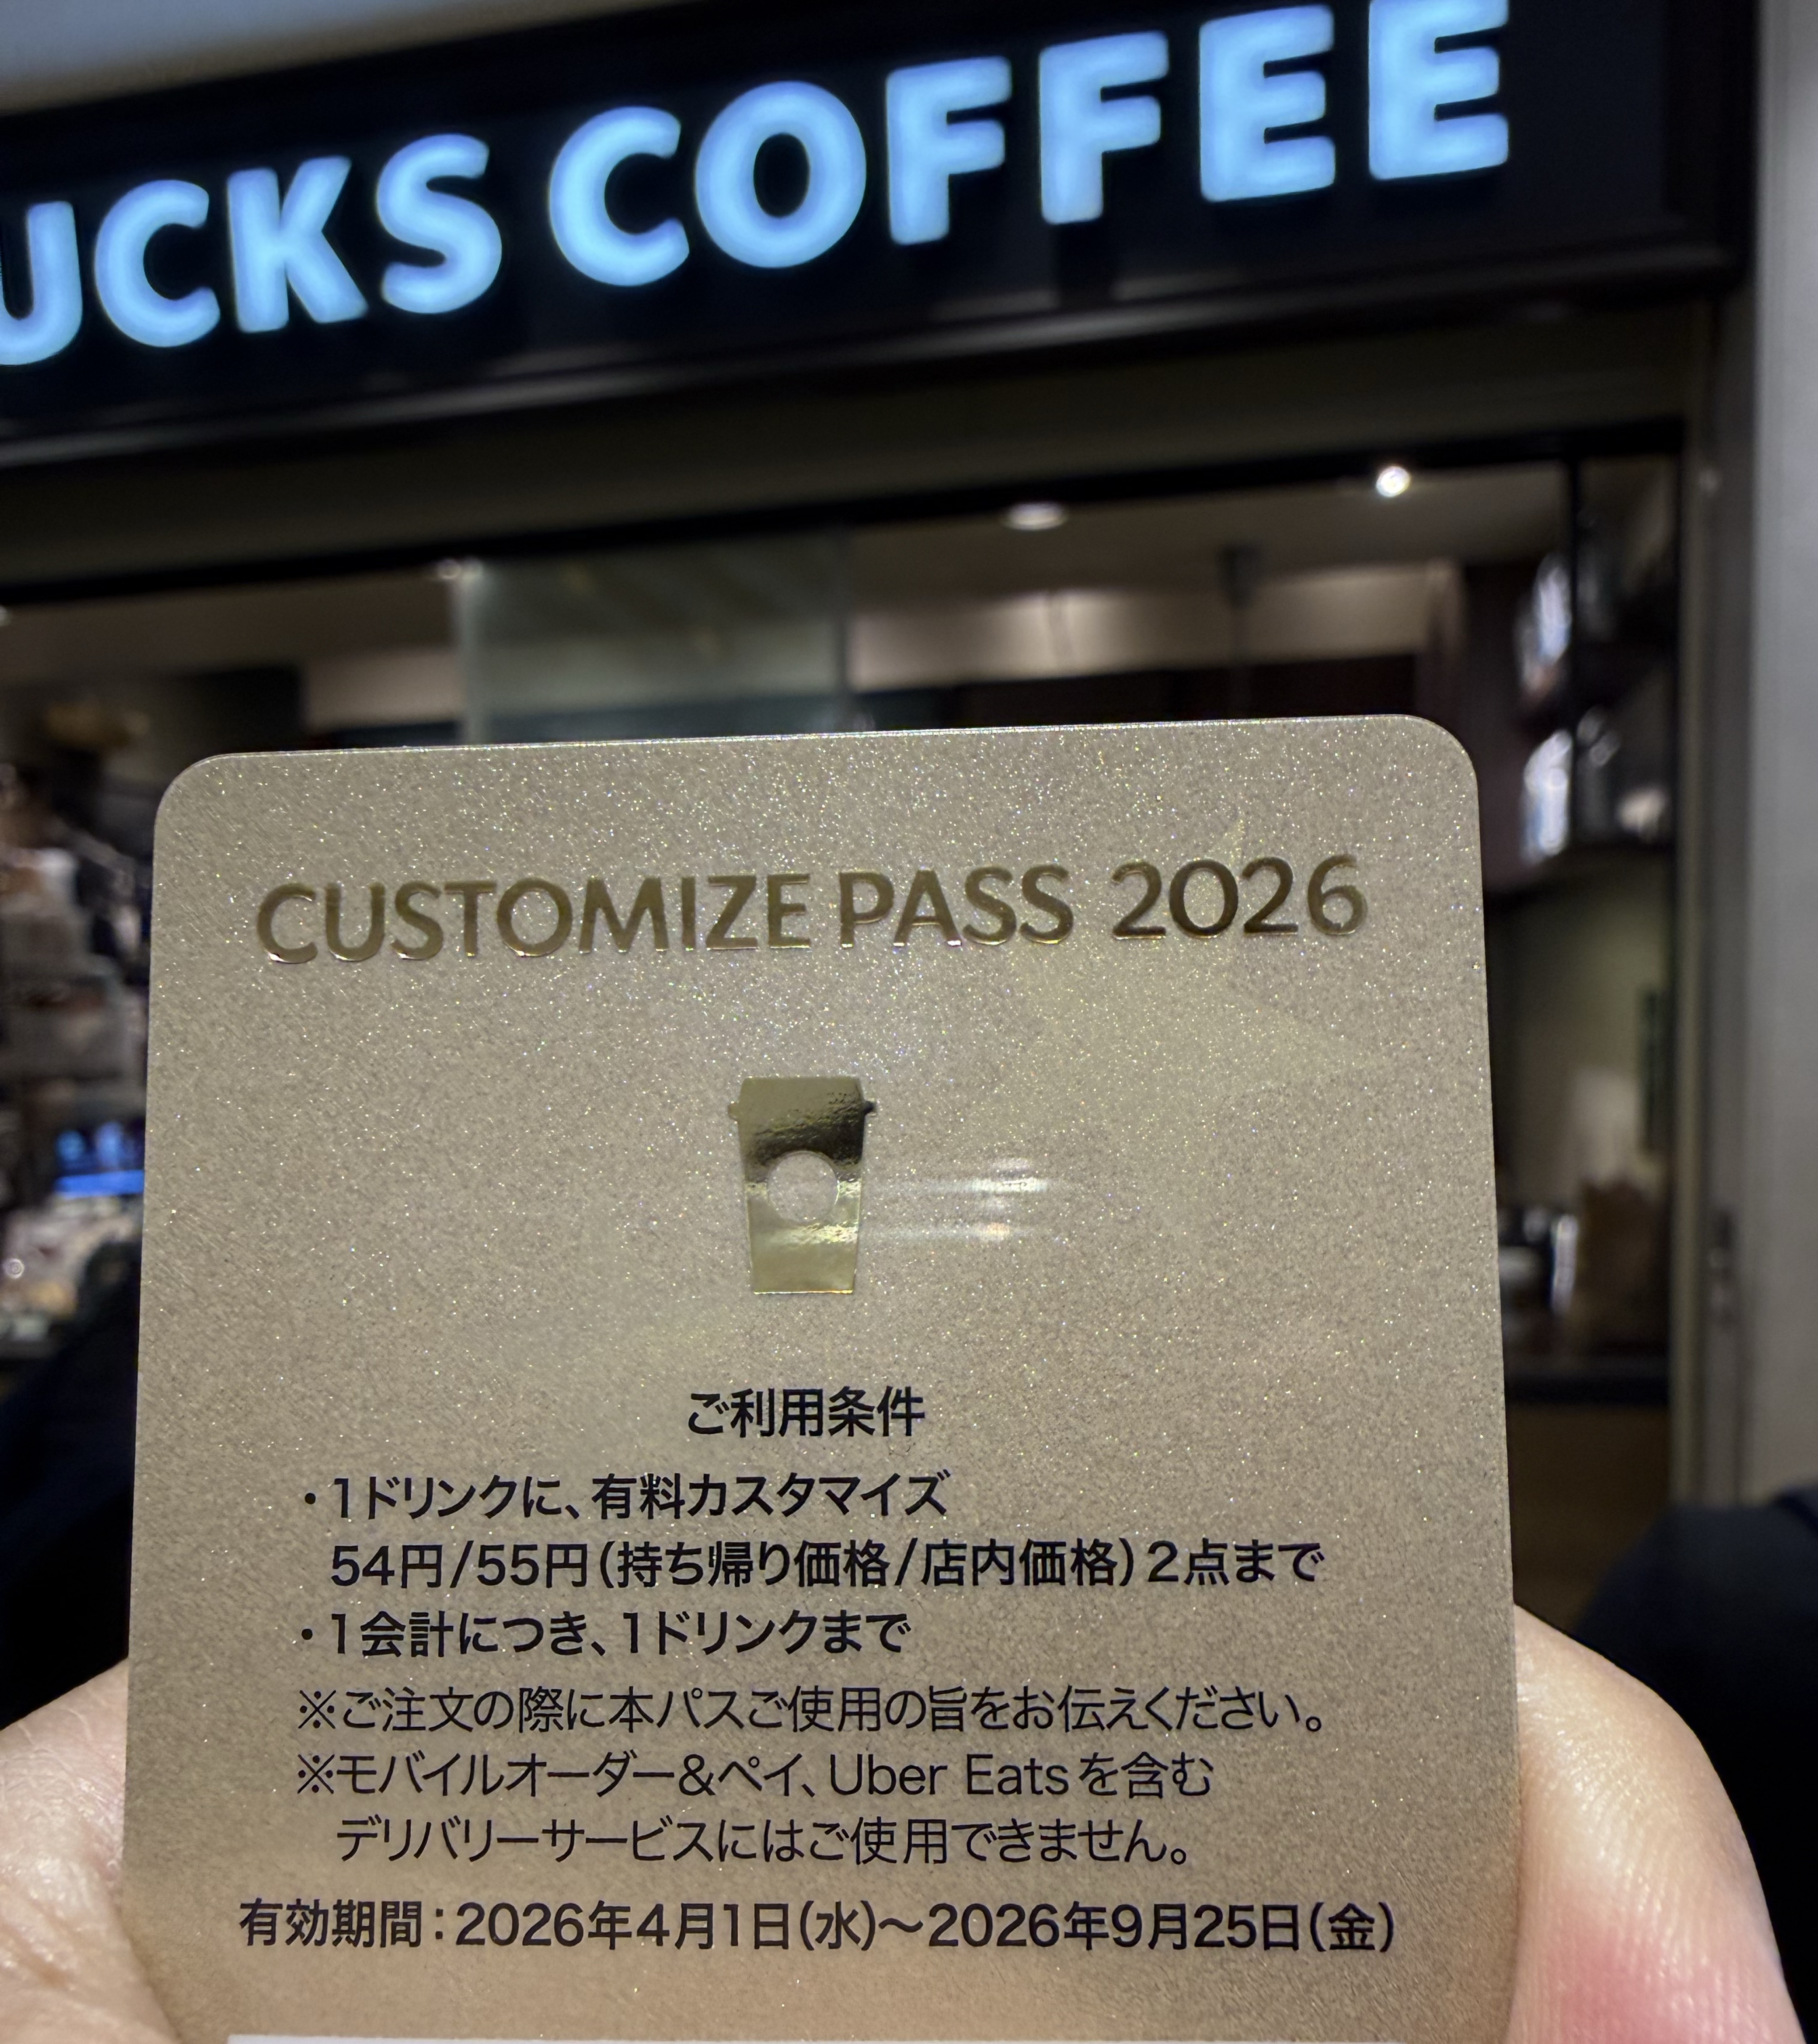 UCKS COFFEE
CUSTOMIZE PASS 2026
ご利用条件
・1ドリンクに、有料カスタマイズ
54円/55円(持ち帰り価格/店内価格)2点まで
・1会計につき、1ドリンクまで
※ご注文の際に本パスご使用の旨をお伝えください。
※モバイルオーダー&ペイ、Uber Eatsを含む
デリバリーサービスにはご使用できません。
有効期間:2026年4月1日(水)～2026年9月25日(金)